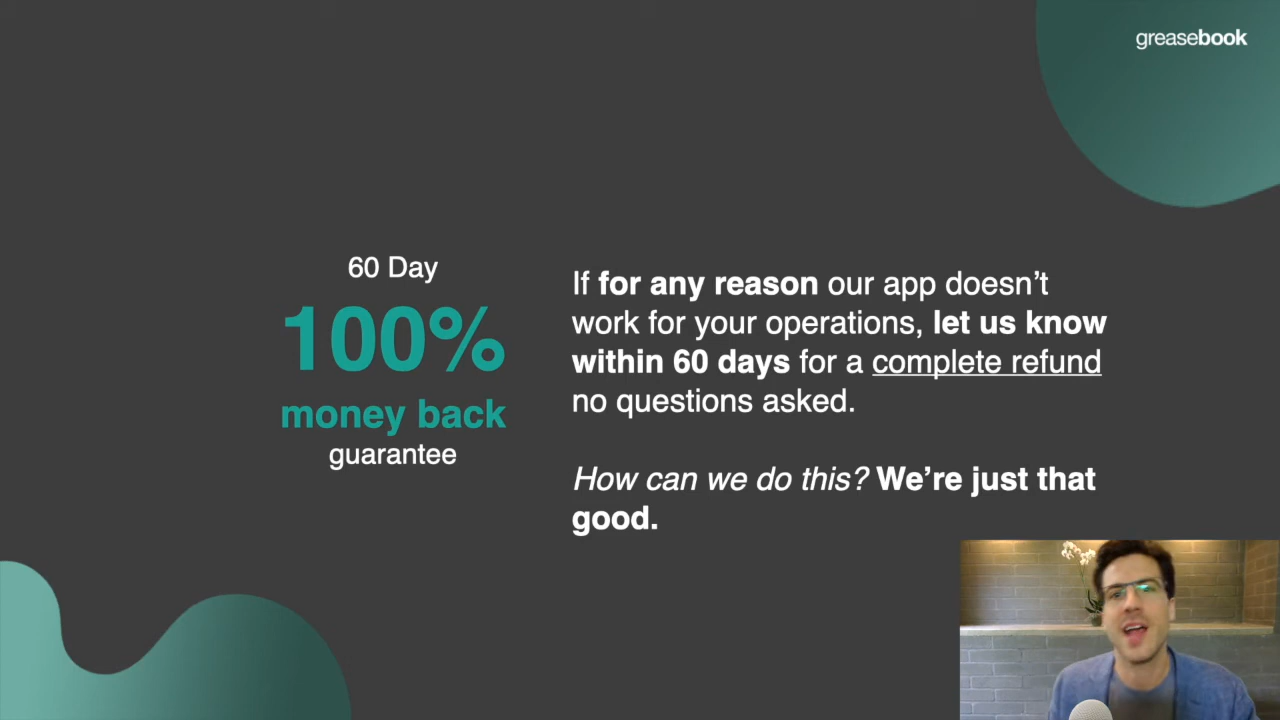 greasebook
60 Day
100%
money back
guarantee
If for any reason our app doesn’t
work for your operations, let us know
within 60 days for a complete refund
no questions asked.
How can we do this? We’re just that
good.